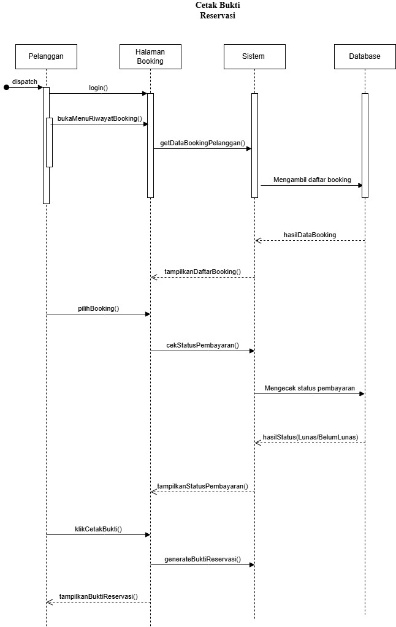 Cetak Bukti
Reservasi
Pelanggan
Halaman
Booking
Sistem
Database
dispatch
login()
bukaMenuRiwayatBooking()
getDataBookingPelanggan()
Mengambil daftar booking
hasilDataBooking
tampilkanDaftarBooking()
pilihBooking()
cekStatusPembayaran()
Mengecek status pembayaran
hasilStatus(Lunas/BelumLunas)
tampilkanStatusPembayaran()
klikCetakBukti()
generateBuktiReservasi()
tampilkanBuktiReservasi()